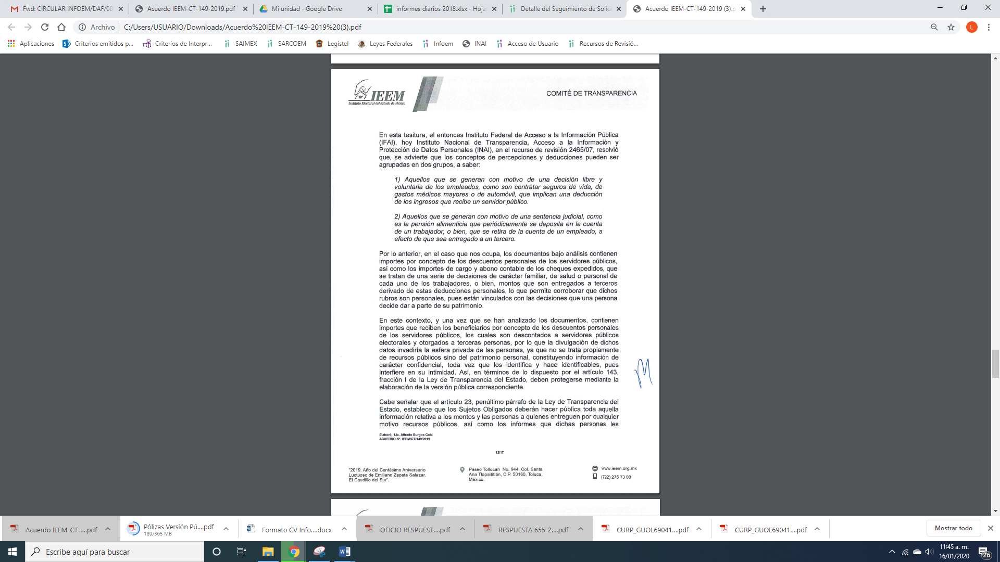 Fwd: CIRCULAR INFOEM/DAF/00
Acuerdo IEEM-CT-149-2019.pdf
Mi unidad - Google Drive
informes diarios 2018.xlsx - Hoja
Detalle del Seguimiento de Solici
Acuerdo IEEM-CT-149-2019 (3).p
Archivo
C:/Users/USUARIO/Downloads/Acuerdo%20IEEM-CT-149-2019%20(3).pdf
L
Aplicaciones
Criterios emitidos p...
Criterios de Interpr...
SAIMEX
SARCOEM
Legistel
Leyes Federales
Infoem
INAI
Acceso de Usuario
Recursos de Revisió...
IEEM
Instituto Electoral del Estado de México
COMITÉ DE TRANSPARENCIA
En esta tesitura, el entonces Instituto Federal de Acceso a la Información Pública
(IFAI), hoy Instituto Nacional de Transparencia, Acceso a la Información y
Protección de Datos Personales (INAI), en el recurso de revisión 2465/07, resolvió
que, se advierte que los conceptos de percepciones y deducciones pueden ser
agrupadas en dos grupos, a saber:
1) Aquellos que se generan con motivo de una decisión libre y
voluntaria de los empleados, como son contratar seguros de vida, de
gastos médicos mayores o de automóvil, que implican una deducción
de los ingresos que recibe un servidor público.
2) Aquellos que se generan con motivo de una sentencia judicial, como
es la pensión alimenticia que periódicamente se deposita en la cuenta
de un trabajador, o bien, que se retira de la cuenta de un empleado, a
efecto de que sea entregado a un tercero.
Por lo anterior, en el caso que nos ocupa, los documentos bajo análisis contienen
importes por concepto de los descuentos personales de los servidores públicos,
así como los importes de cargo y abono contable de los cheques expedidos, que
se tratan de una serie de decisiones de carácter familiar, de salud o personal de
cada uno de los trabajadores, o bien, montos que son entregados a terceros
derivado de estas deducciones personales, lo que permite corroborar que dichos
rubros son personales, pues están vinculados con las decisiones que una persona
decide dar a parte de su patrimonio.
En este contexto, y una vez que se han analizado los documentos, contienen
importes que reciben los beneficiarios por concepto de los descuentos personales
de los servidores públicos, los cuales son descontados a servidores públicos
electorales y otorgados a terceras personas, por lo que la divulgación de dichos
datos invadiría la esfera privada de las personas, ya que no se trata propiamente
de recursos públicos sino del patrimonio personal, constituyendo información de
carácter confidencial, toda vez que los identifica y hace identificables, pues
interfiere en su intimidad. Así, en términos de lo dispuesto por el artículo 143,
fracción I de la Ley de Transparencia del Estado, deben protegerse mediante la
elaboración de la versión pública correspondiente.
Cabe señalar que el artículo 23, penúltimo párrafo de la Ley de Transparencia del
Estado, establece que los Sujetos Obligados deberán hacer pública toda aquella
información relativa a los montos y las personas a quienes entreguen por cualquier
motivo recursos públicos, así como los informes que dichas personas les
Elaboró. Lic. Alfredo Burgos Cohl
ACUERDO N°. IEEM/CT/149/2019
12/17
"2019. Año del Centésimo Aniversario
Luctuoso de Emiliano Zapata Salazar.
El Caudillo del Sur".
Paseo Tollocan No. 944, Col. Santa
Ana Tlapaltitlán, C.P. 50160, Toluca,
México.
www.ieem.org.mx
(722) 275 73 00
Acuerdo IEEM-CT-....pdf
Pólizas Versión Pú....pdf
189/365 MB
Formato CV Info....docx
OFICIO RESPUEST....pdf
RESPUESTA 655-2....pdf
CURP_GUOL69041....pdf
CURP_GUOL69041....pdf
Mostrar todo
Escribe aquí para buscar
11:45 a. m.
16/01/2020
26